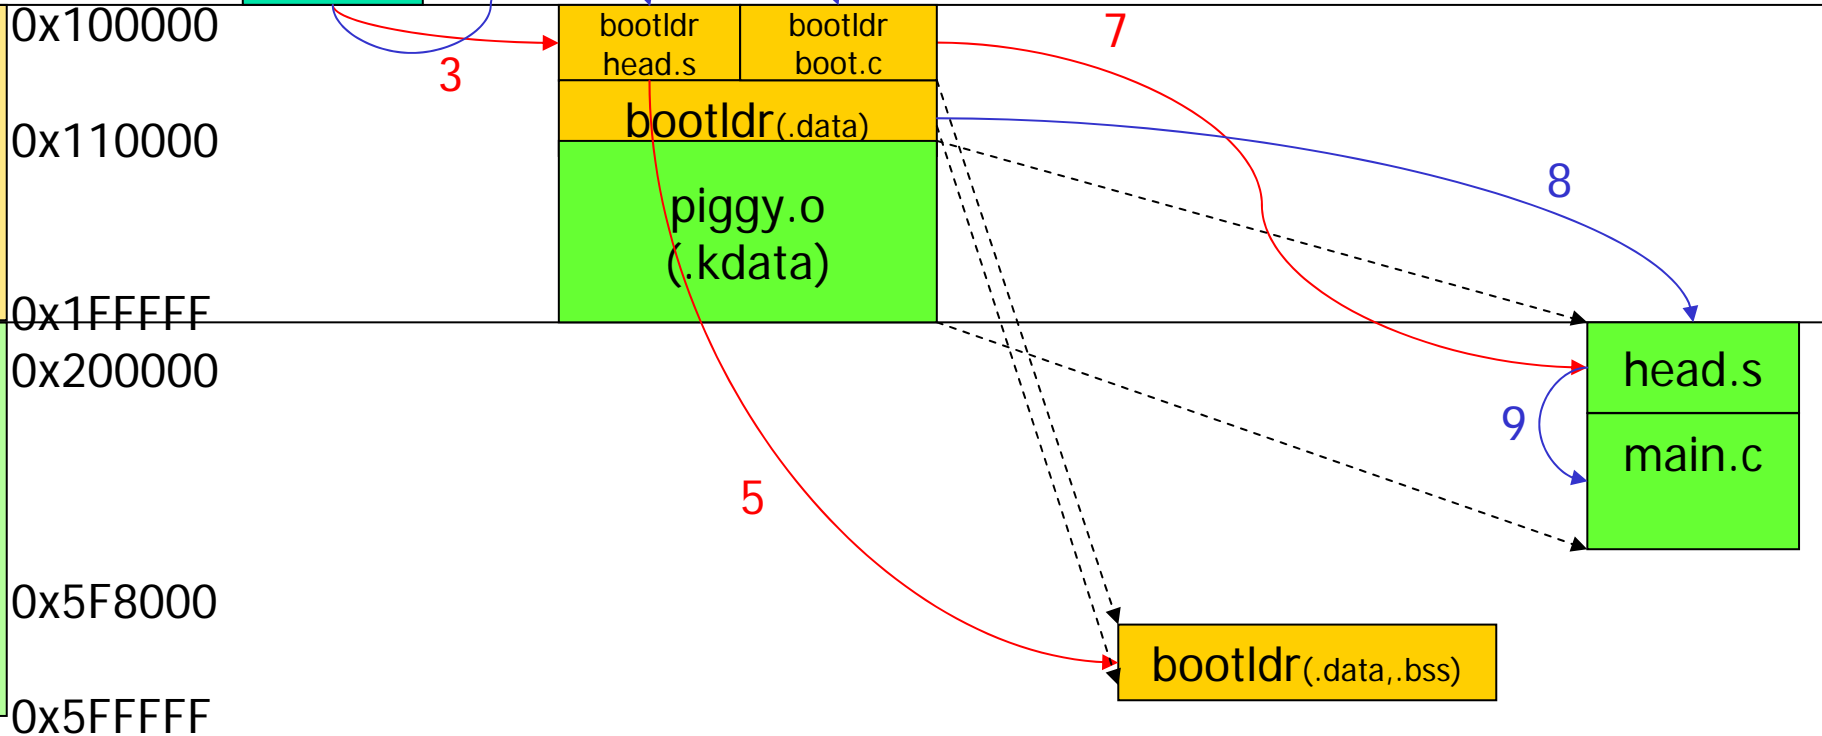 0x100000
bootldr
head.s
bootldr
boot.c
7
3
0x110000
bootldr(.data)
8
piggy.o
(.kdata)
0x1FFFFF
0x200000
head.s
9
main.c
5
0x5F8000
bootldr(.data,.bss)
0x5FFFFF